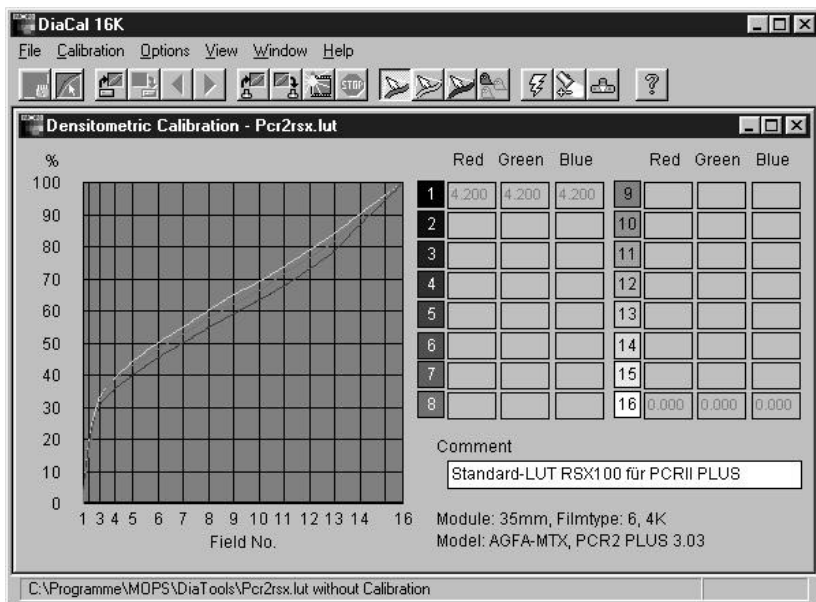 DiaCal 16K
File Calibration Options View Window Help
STOP
Densitometric Calibration - Pcr2rsx.lut
%
Red Green Blue Red Green Blue
100
90
80
70
60
50
40
30
20
10
0
1 3 4 5 6 7 8 9 10 11 12 13 14 16
Field No.
1 4.200 4.200 4.200 9
2 10
3 11
4 12
5 13
6 14
7 15
8 16 0.000 0.000 0.000
Comment
Standard-LUT RSX100 für PCRII PLUS
Module: 35mm, Filmtype: 6, 4K
Model: AGFA-MTX, PCR2 PLUS 3.03
C:\Programme\MOPS\DiaTools\Pcr2rsx.lut without Calibration